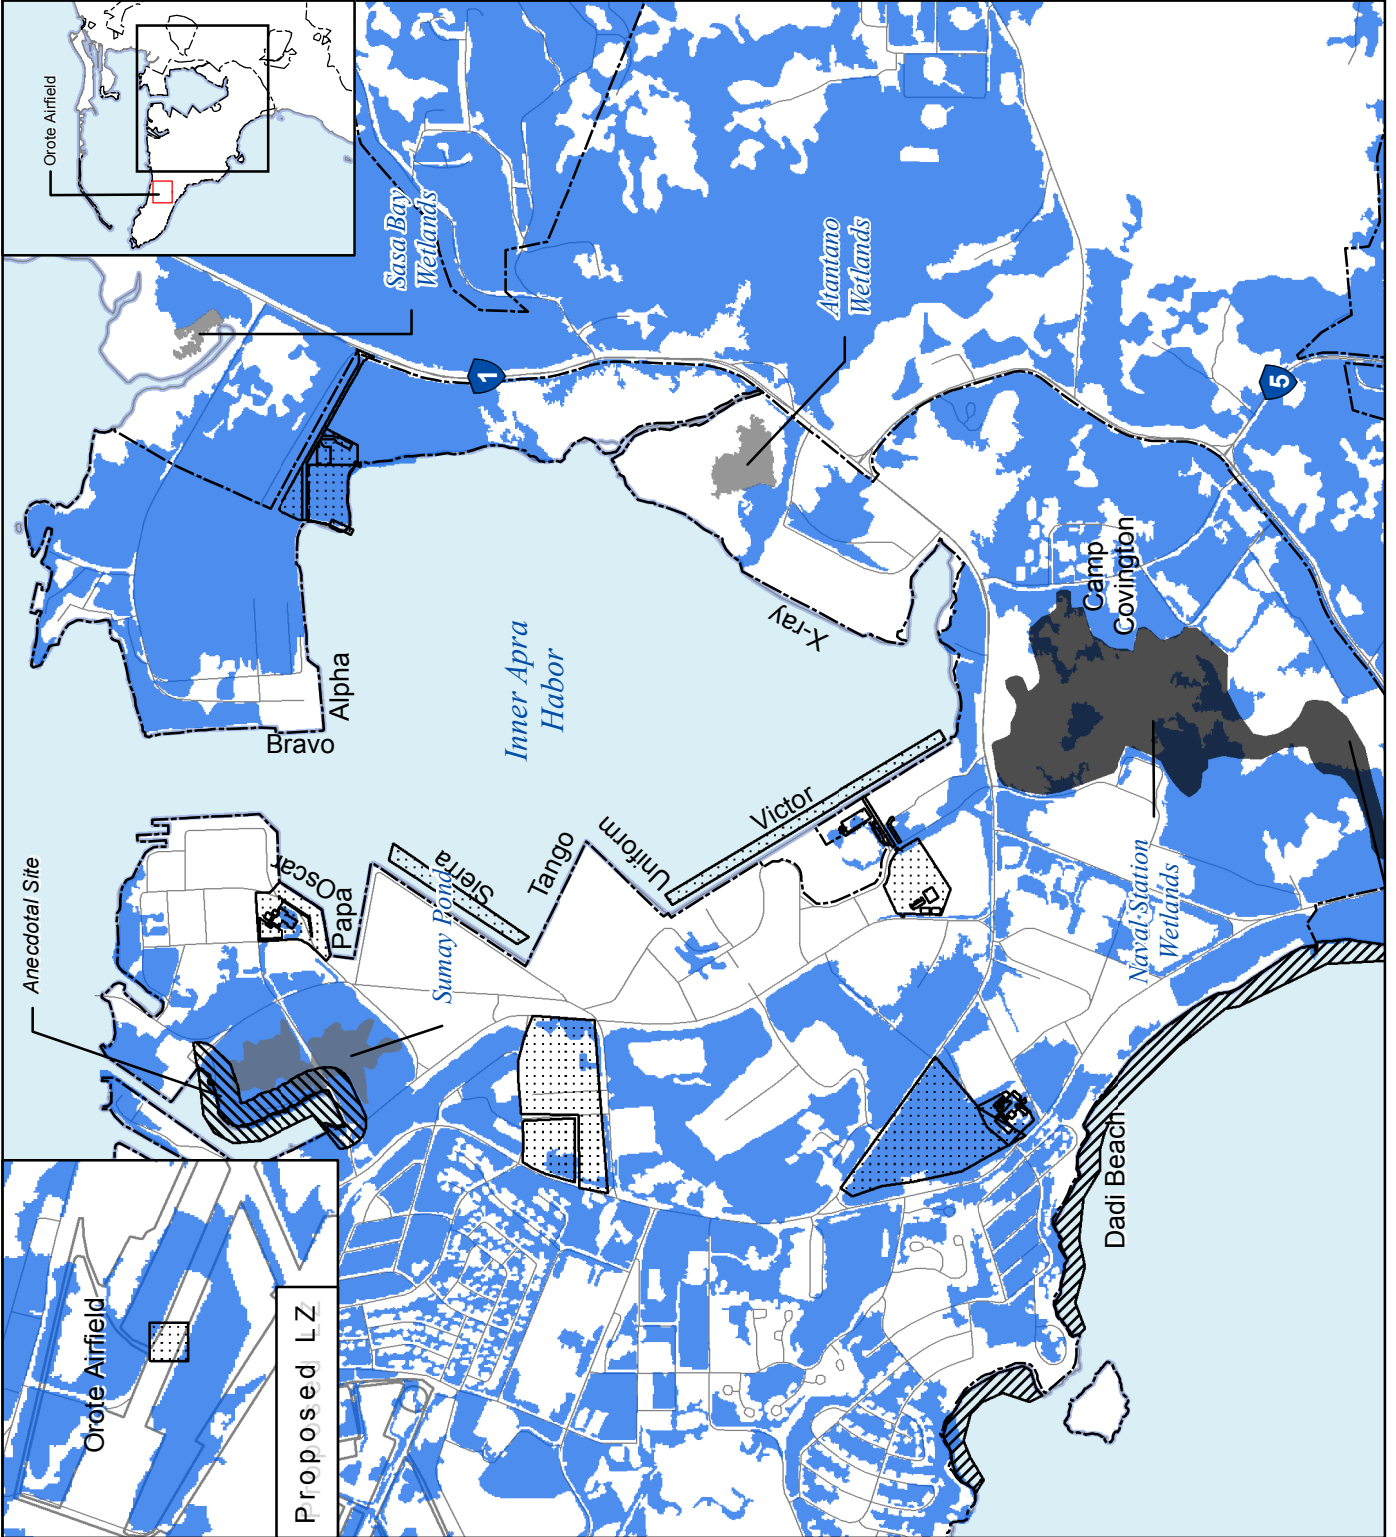 Orote Airfield
Sasa Bay
Wetlands
Atantano
Wetlands
1
5
Anecdotal Site
Bravo
Alpha
Inner Apra
Habor
X-ray
Camp
Covington
Oscar
Papa
Sierra
Tango
Uniform
Victor
Sumay Pond
Naval Station
Wetlands
Dadi Beach
Orote Airfield
Proposed LZ